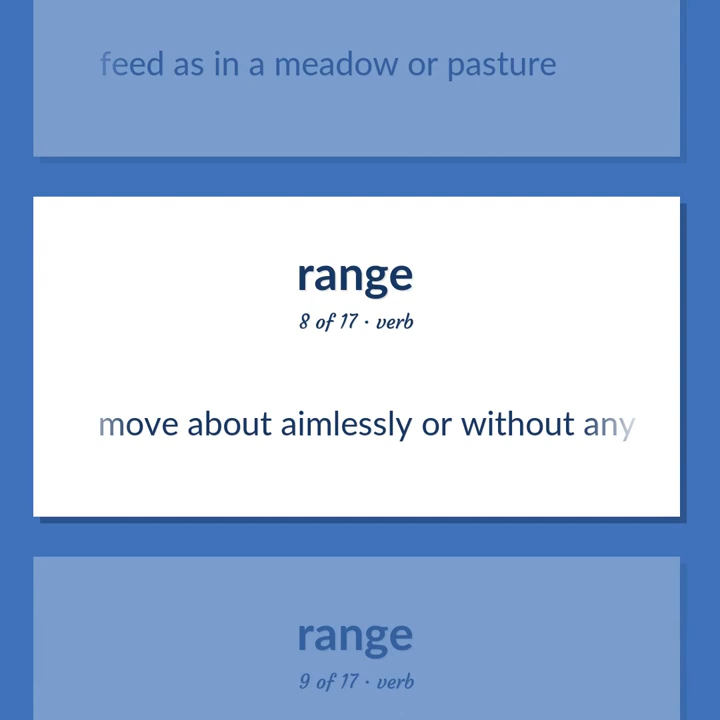 feed as in a meadow or pasture
range
8 of 17 · verb
move about aimlessly or without any
range
9 of 17 · verb